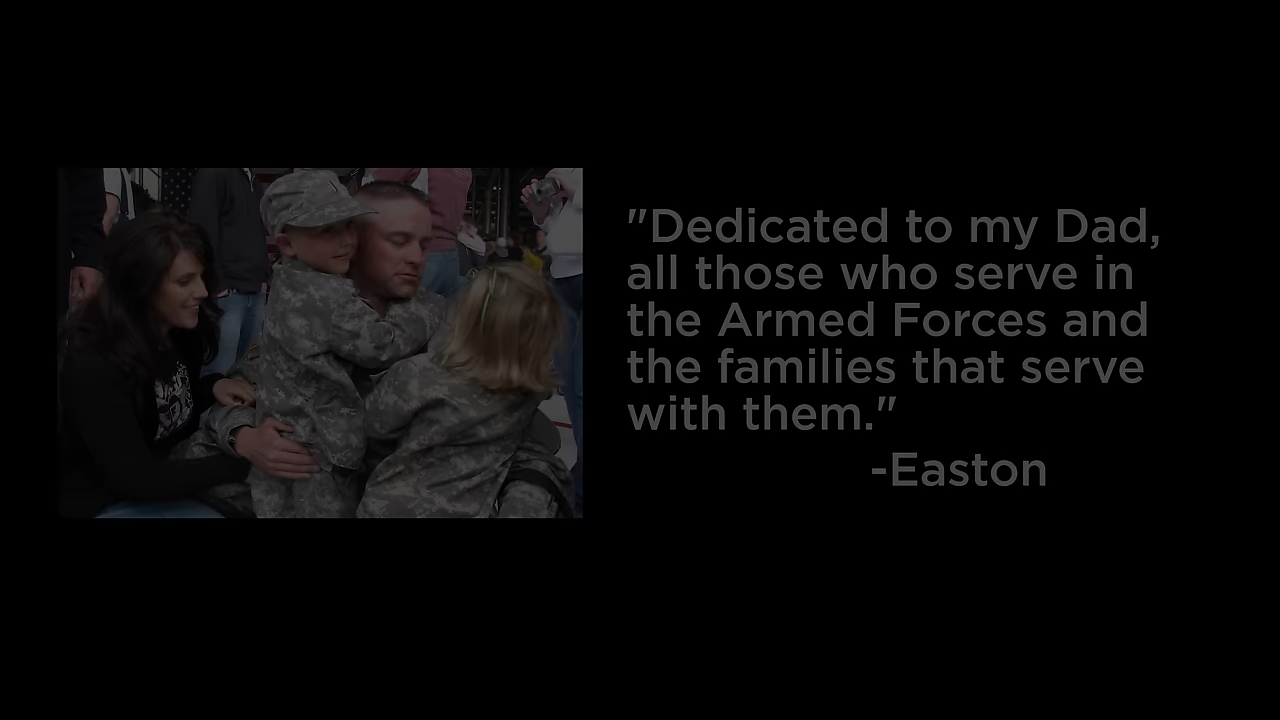 "Dedicated to my Dad,
all those who serve in
the Armed Forces and
the families that serve
with them."
-Easton